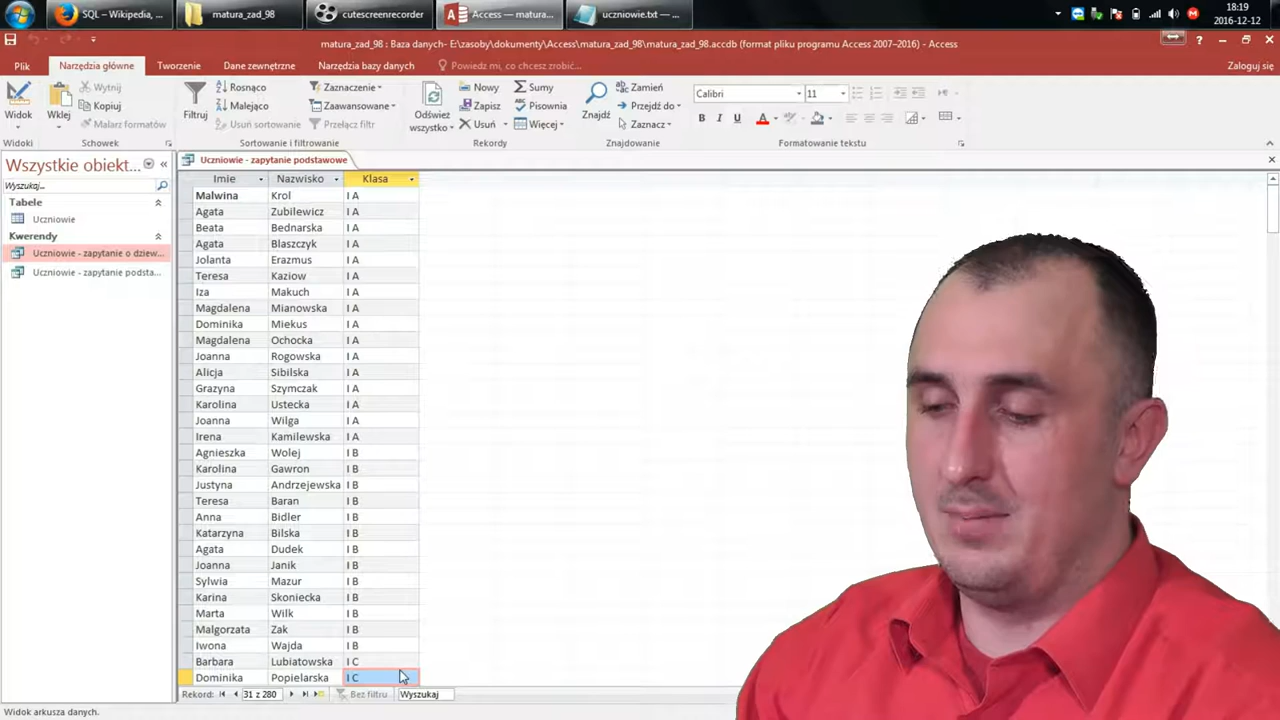 SQL – Wikipedia, ...
matura_zad_98
cutescreenrecorder
Access — matura...
uczniowie.txt — ...
18:19
2016-12-12
matura_zad_98 : Baza danych- E:\zasoby\dokumenty\Access\matura_zad_98\matura_zad_98.accdb (format pliku programu Access 2007–2016) - Access
Plik Narzędzia główne Tworzenie Dane zewnętrzne Narzędzia bazy danych Powiedz mi, co chcesz zrobić... Zaloguj się
Widok Wklej Wytnij Filtruj Rosnąco Zaznaczenie Odśwież wszystko Nowy Sumy Znajdź Zamień Calibri 11
Kopiuj Malejąco Zaawansowane Zapisz Pisownia Przejdź do
Malarz formatów Usuń sortowanie Przełącz filtr Usuń Więcej Zaznacz B I U A
Widoki Schowek Sortowanie i filtrowanie Rekordy Znajdowanie Formatowanie tekstu
Wszystkie obiekt...
Wyszukaj...
Tabele
Uczniowie
Kwerendy
Uczniowie - zapytanie o dziew...
Uczniowie - zapytanie podsta...
Uczniowie - zapytanie podstawowe
Imie Nazwisko Klasa
Malwina Krol I A
Agata Zubilewicz I A
Beata Bednarska I A
Agata Blaszczyk I A
Jolanta Erazmus I A
Teresa Kaziow I A
Iza Makuch I A
Magdalena Mianowska I A
Dominika Miekus I A
Magdalena Ochocka I A
Joanna Rogowska I A
Alicja Sibilska I A
Grazyna Szymczak I A
Karolina Ustecka I A
Joanna Wilga I A
Irena Kamilewska I A
Agnieszka Wolej I B
Karolina Gawron I B
Justyna Andrzejewska I B
Teresa Baran I B
Anna Bidler I B
Katarzyna Bilska I B
Agata Dudek I B
Joanna Janik I B
Sylwia Mazur I B
Karina Skoniecka I B
Marta Wilk I B
Malgorzata Zak I B
Iwona Wajda I B
Barbara Lubiatowska I C
Dominika Popielarska I C
Rekord: 31 z 280 Bez filtru Wyszukaj
Widok arkusza danych.